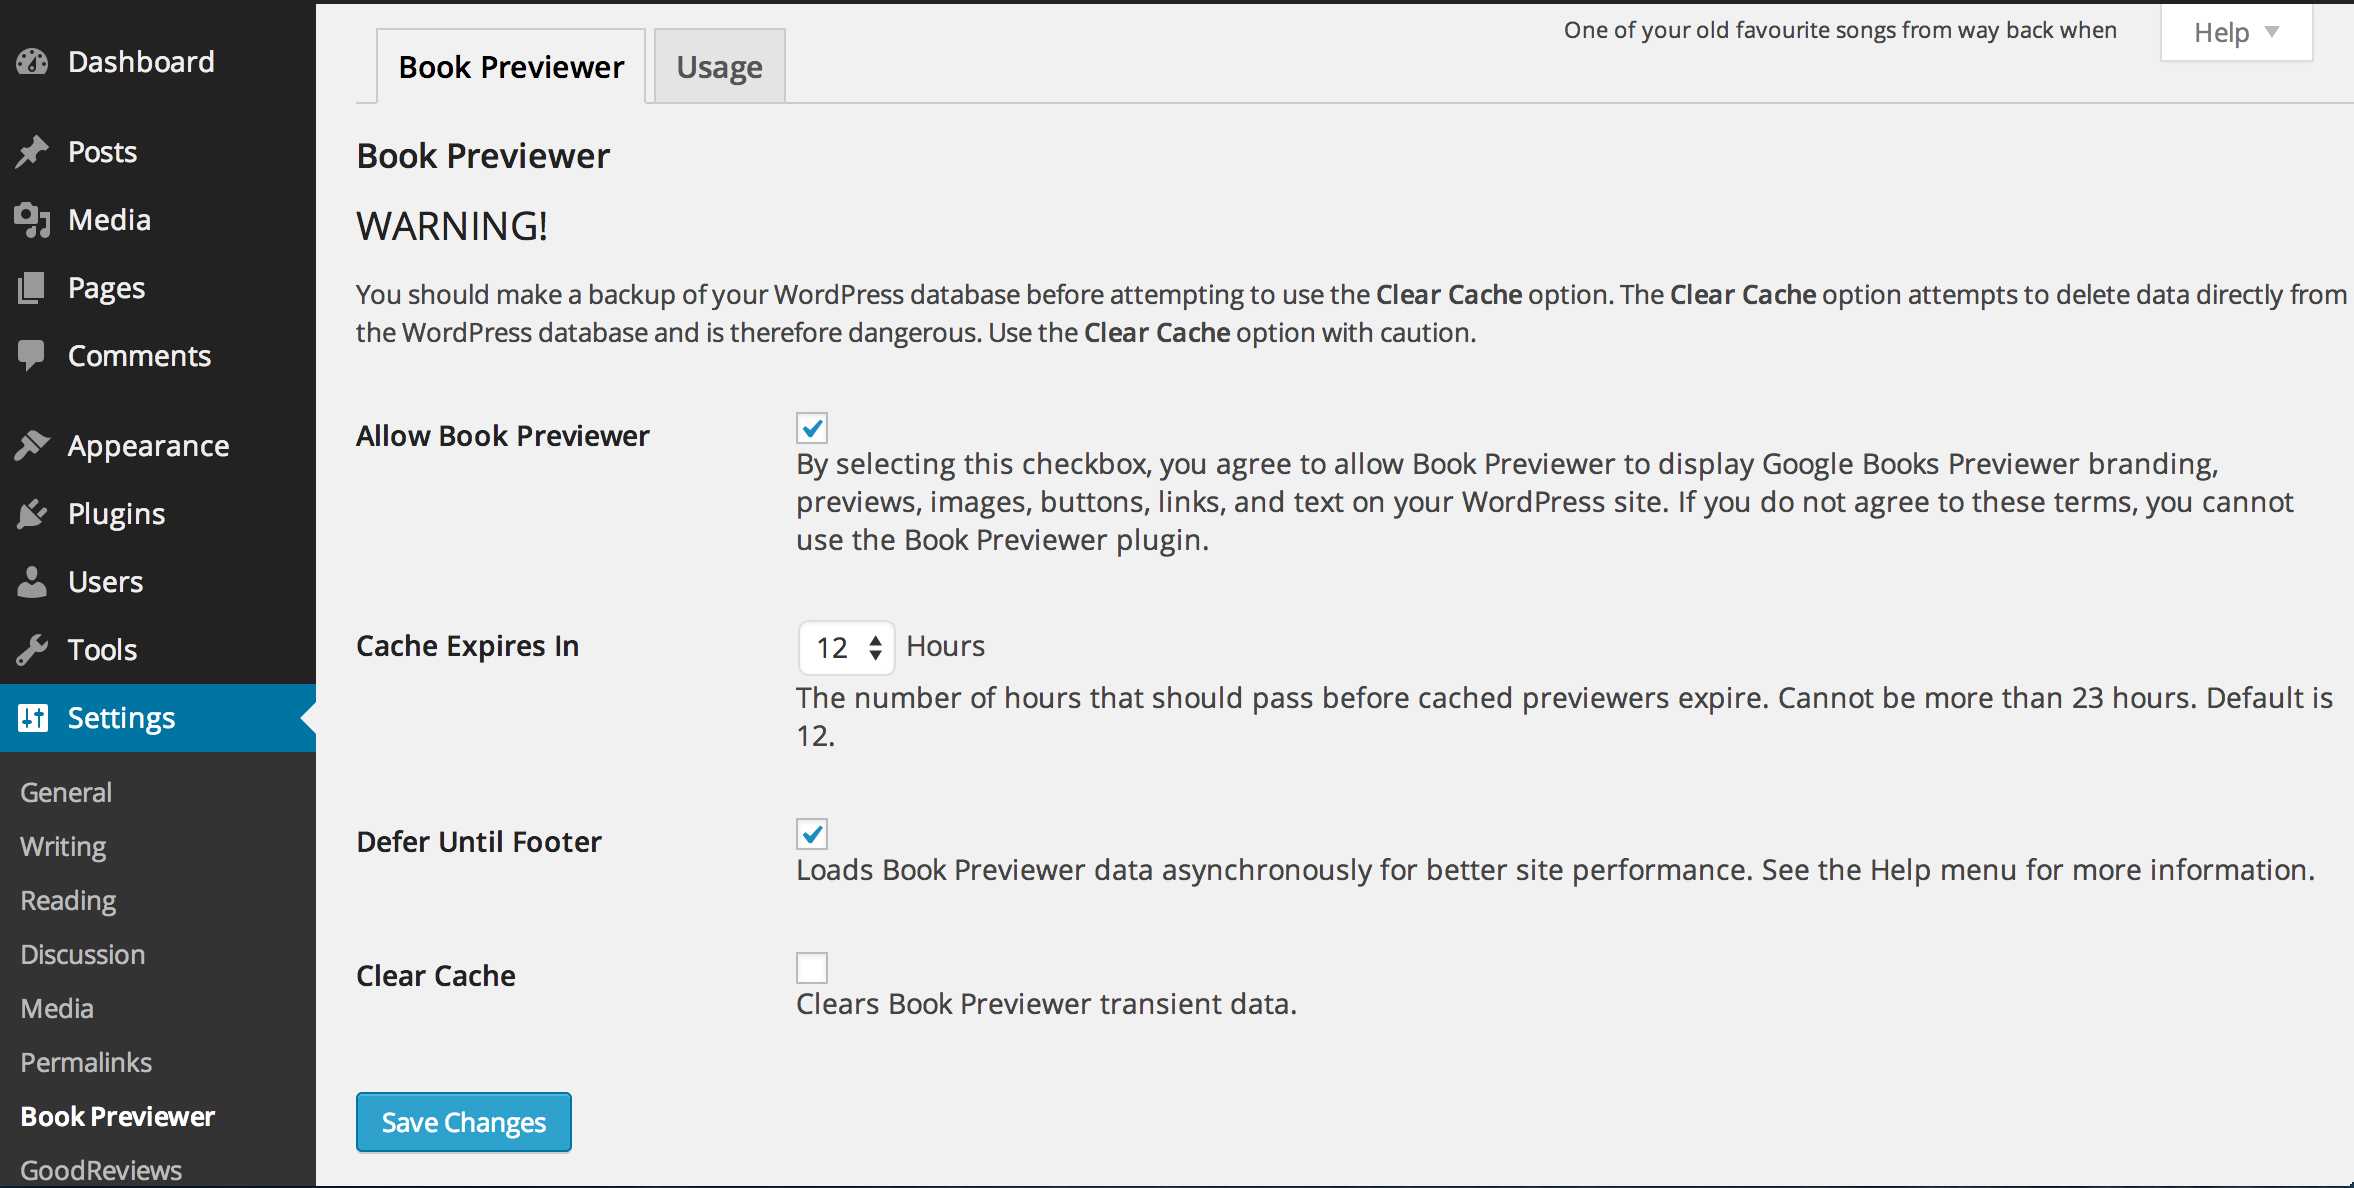 Dashboard
Posts
Media
Pages
Comments
Appearance
Plugins
Users
Tools
Settings
General
Writing
Reading
Discussion
Media
Permalinks
Book Previewer
GoodReviews
One of your old favourite songs from way back when
Help
Book Previewer
Usage
Book Previewer
WARNING!
You should make a backup of your WordPress database before attempting to use the Clear Cache option. The Clear Cache option attempts to delete data directly from
the WordPress database and is therefore dangerous. Use the Clear Cache option with caution.
Allow Book Previewer
By selecting this checkbox, you agree to allow Book Previewer to display Google Books Previewer branding,
previews, images, buttons, links, and text on your WordPress site. If you do not agree to these terms, you cannot
use the Book Previewer plugin.
Cache Expires In
12 Hours
The number of hours that should pass before cached previewers expire. Cannot be more than 23 hours. Default is
12.
Defer Until Footer
Loads Book Previewer data asynchronously for better site performance. See the Help menu for more information.
Clear Cache
Clears Book Previewer transient data.
Save Changes